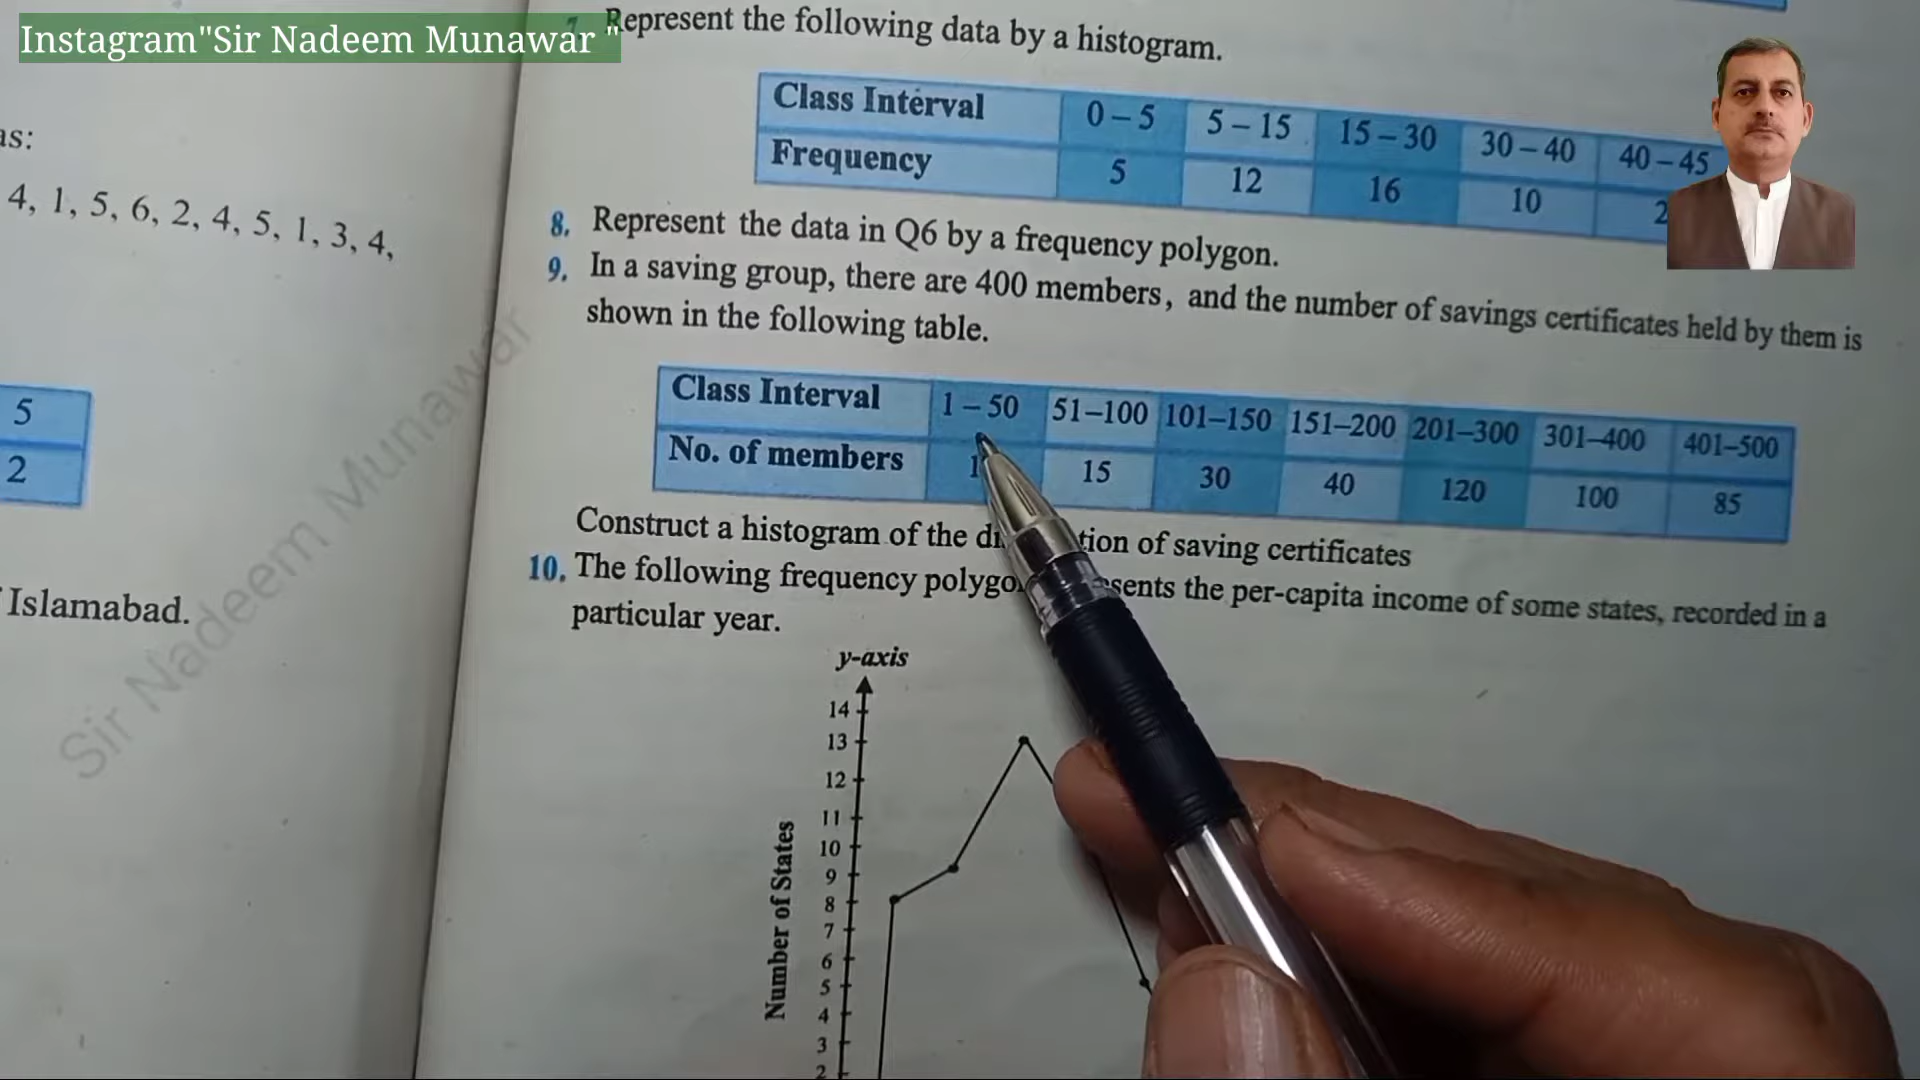 Instagram"Sir Nadeem Munawar "
Represent the following data by a histogram.
Class Interval 0 – 5 5 – 15 15 – 30 30 – 40 40 – 45
Frequency 5 12 16 10 2
8. Represent the data in Q6 by a frequency polygon.
9. In a saving group, there are 400 members, and the number of savings certificates held by them is
shown in the following table.
Class Interval 1 – 50 51–100 101–150 151–200 201–300 301–400 401–500
No. of members 15 30 40 120 100 85
Construct a histogram of the tion of saving certificates
10. The following frequency the per-capita income of some states, recorded in a
particular year.
y-axis
14
13
12
11
10
9
8
7
6
5
4
3
2
Number of States
as:
4, 1, 5, 6, 2, 4, 5, 1, 3, 4,
5
2
Islamabad.
Sir Nadeem Munawar